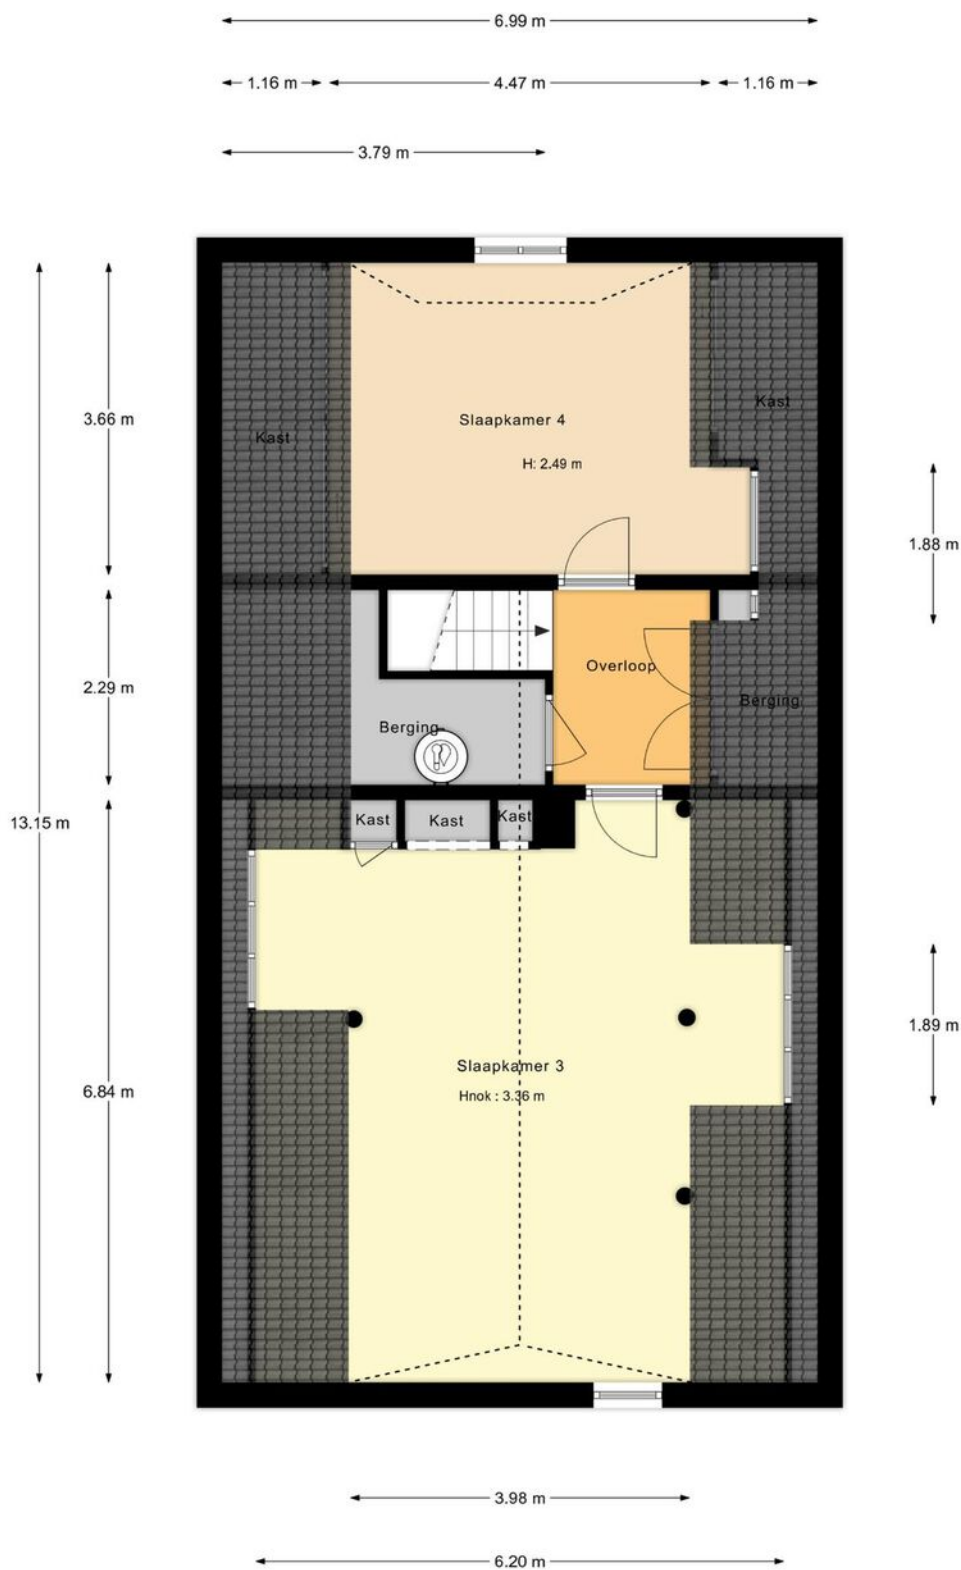 6.99 m
1.16 m
4.47 m
1.16 m
3.79 m
3.66 m
Kast
Slaapkamer 4
H: 2.49 m
Kast
1.88 m
2.29 m
Overloop
Berging
Berging
13.15 m
Kast
Kast
Kast
6.84 m
Slaapkamer 3
Hnok : 3.36 m
1.89 m
3.98 m
6.20 m